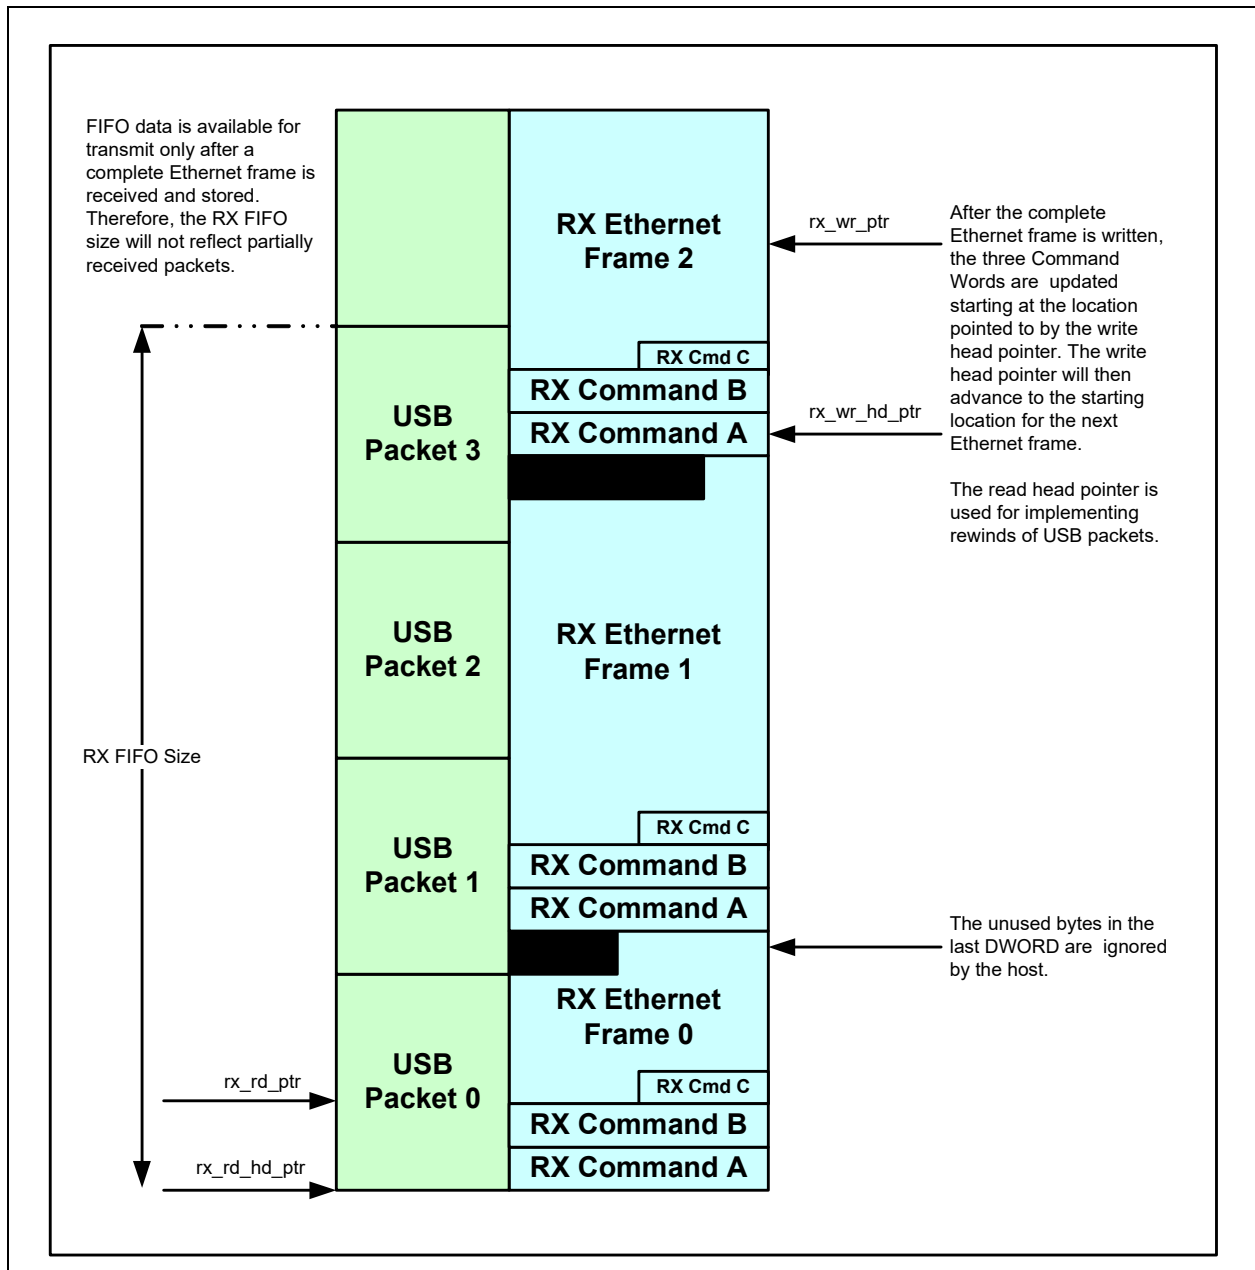 FIFO data is available for
transmit only after a
complete Ethernet frame is
received and stored.
Therefore, the RX FIFO
size will not reflect partially
received packets.
RX Ethernet
Frame 2
rx_wr_ptr
After the complete
Ethernet frame is written,
the three Command
Words are updated
starting at the location
pointed to by the write
head pointer. The write
head pointer will then
advance to the starting
location for the next
Ethernet frame.
RX Cmd C
RX Command B
RX Command A
rx_wr_hd_ptr
USB
Packet 3
The read head pointer is
used for implementing
rewinds of USB packets.
USB
Packet 2
RX Ethernet
Frame 1
RX FIFO Size
USB
Packet 1
RX Cmd C
RX Command B
RX Command A
The unused bytes in the
last DWORD are ignored
by the host.
RX Ethernet
Frame 0
USB
Packet 0
rx_rd_ptr
RX Cmd C
RX Command B
RX Command A
rx_rd_hd_ptr